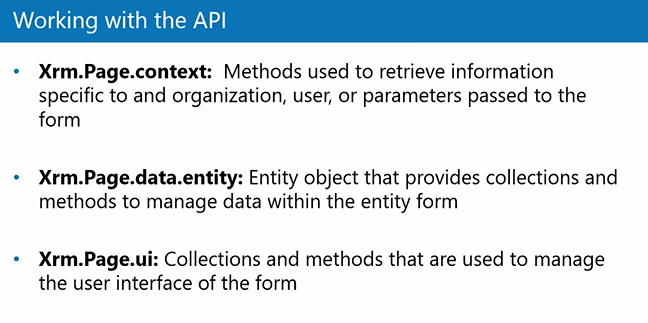 Working with the API
• Xrm.Page.context: Methods used to retrieve information
specific to and organization, user, or parameters passed to the
form
• Xrm.Page.data.entity: Entity object that provides collections and
methods to manage data within the entity form
• Xrm.Page.ui: Collections and methods that are used to manage
the user interface of the form